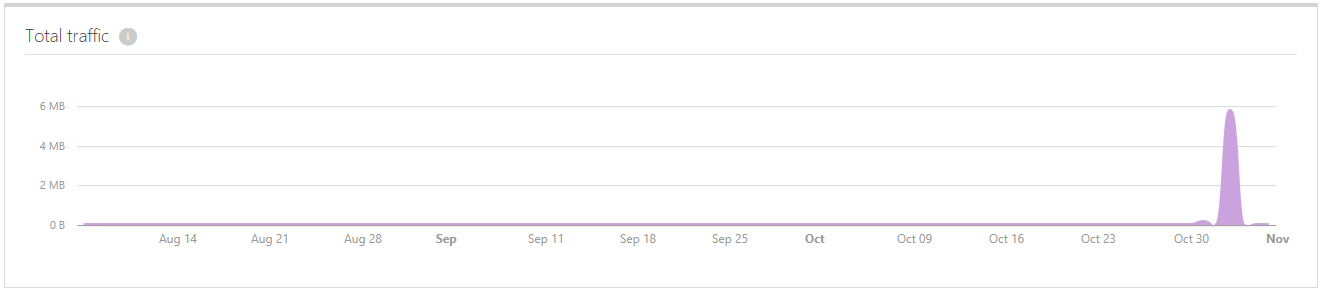 Total traffic i
6 MB
4 MB
2 MB
0 B
Aug 14 Aug 21 Aug 28 Sep Sep 11 Sep 18 Sep 25 Oct Oct 09 Oct 16 Oct 23 Oct 30 Nov